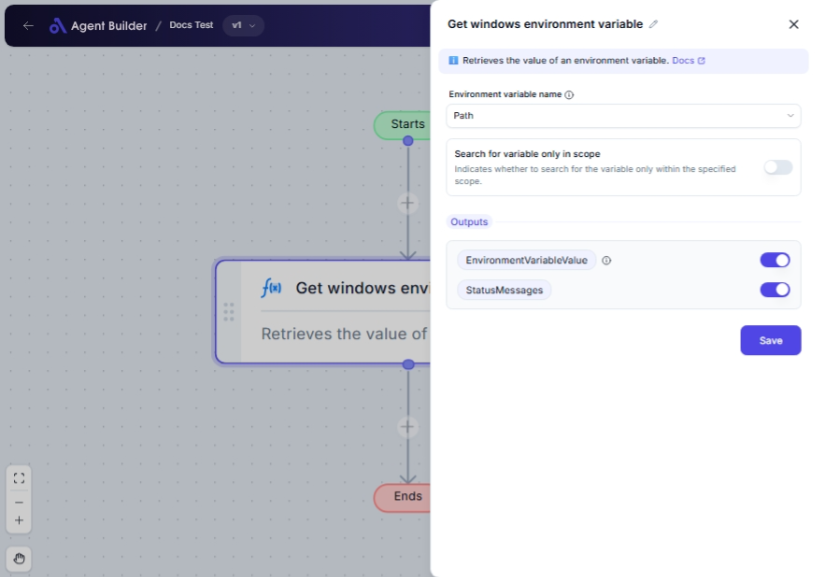 Agent Builder / Docs Test v1
Starts
Get windows envi
Retrieves the value of
Ends
Get windows environment variable
Retrieves the value of an environment variable. Docs
Environment variable name
Path
Search for variable only in scope
Indicates whether to search for the variable only within the specified
scope.
Outputs
EnvironmentVariableValue
StatusMessages
Save